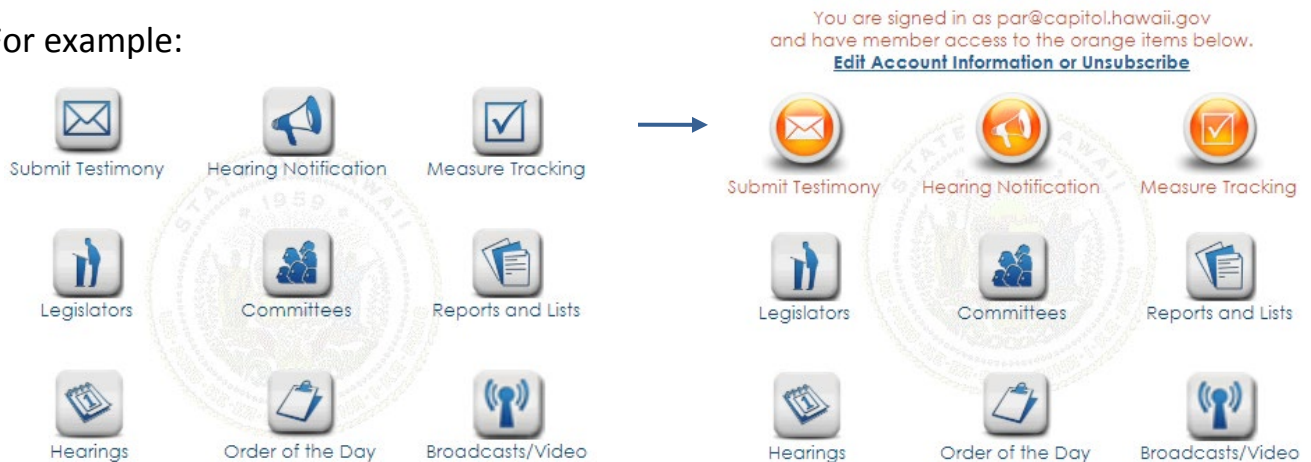 You are signed in as par@capitol.hawaii.gov
For example:
and have member access to the orange items below.
Edit Account Information or Unsubscribe
Submit Testimony Hearing Notification Measure Tracking
Legislators Committees Reports and Lists
Hearings Order of the Day Broadcasts/Video
Submit Testimony Hearing Notification Measure Tracking
Legislators Committees Reports and Lists
Hearings Order of the Day Broadcasts/Video